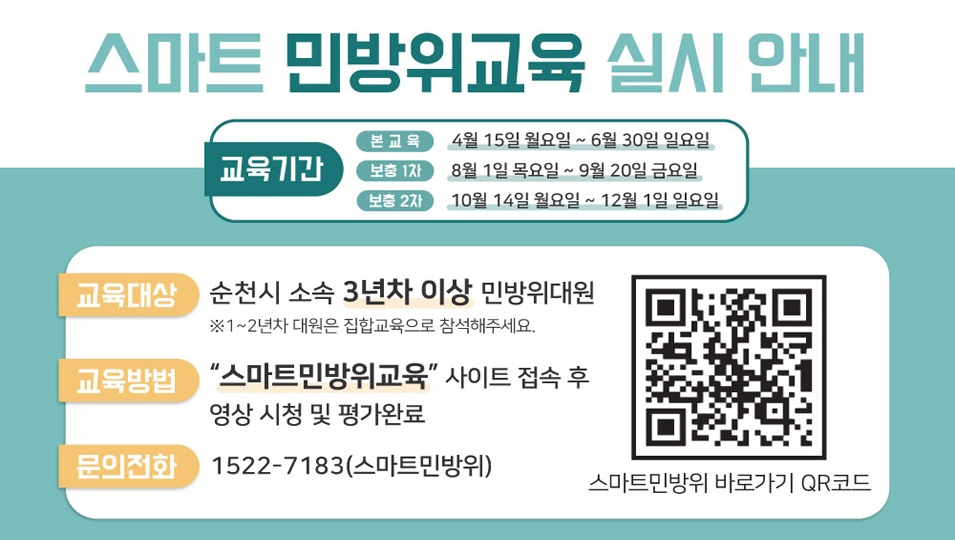 스마트 민방위교육 실시 안내
교육기간
본 교 육 4월 15일 월요일 ~ 6월 30일 일요일
보충 1차 8월 1일 목요일 ~ 9월 20일 금요일
보충 2차 10월 14일 월요일 ~ 12월 1일 일요일
교육대상 순천시 소속 3년차 이상 민방위대원
※1~2년차 대원은 집합교육으로 참석해주세요.
교육방법 “스마트민방위교육” 사이트 접속 후
영상 시청 및 평가완료
문의전화 1522-7183(스마트민방위)
스마트민방위 바로가기 QR코드